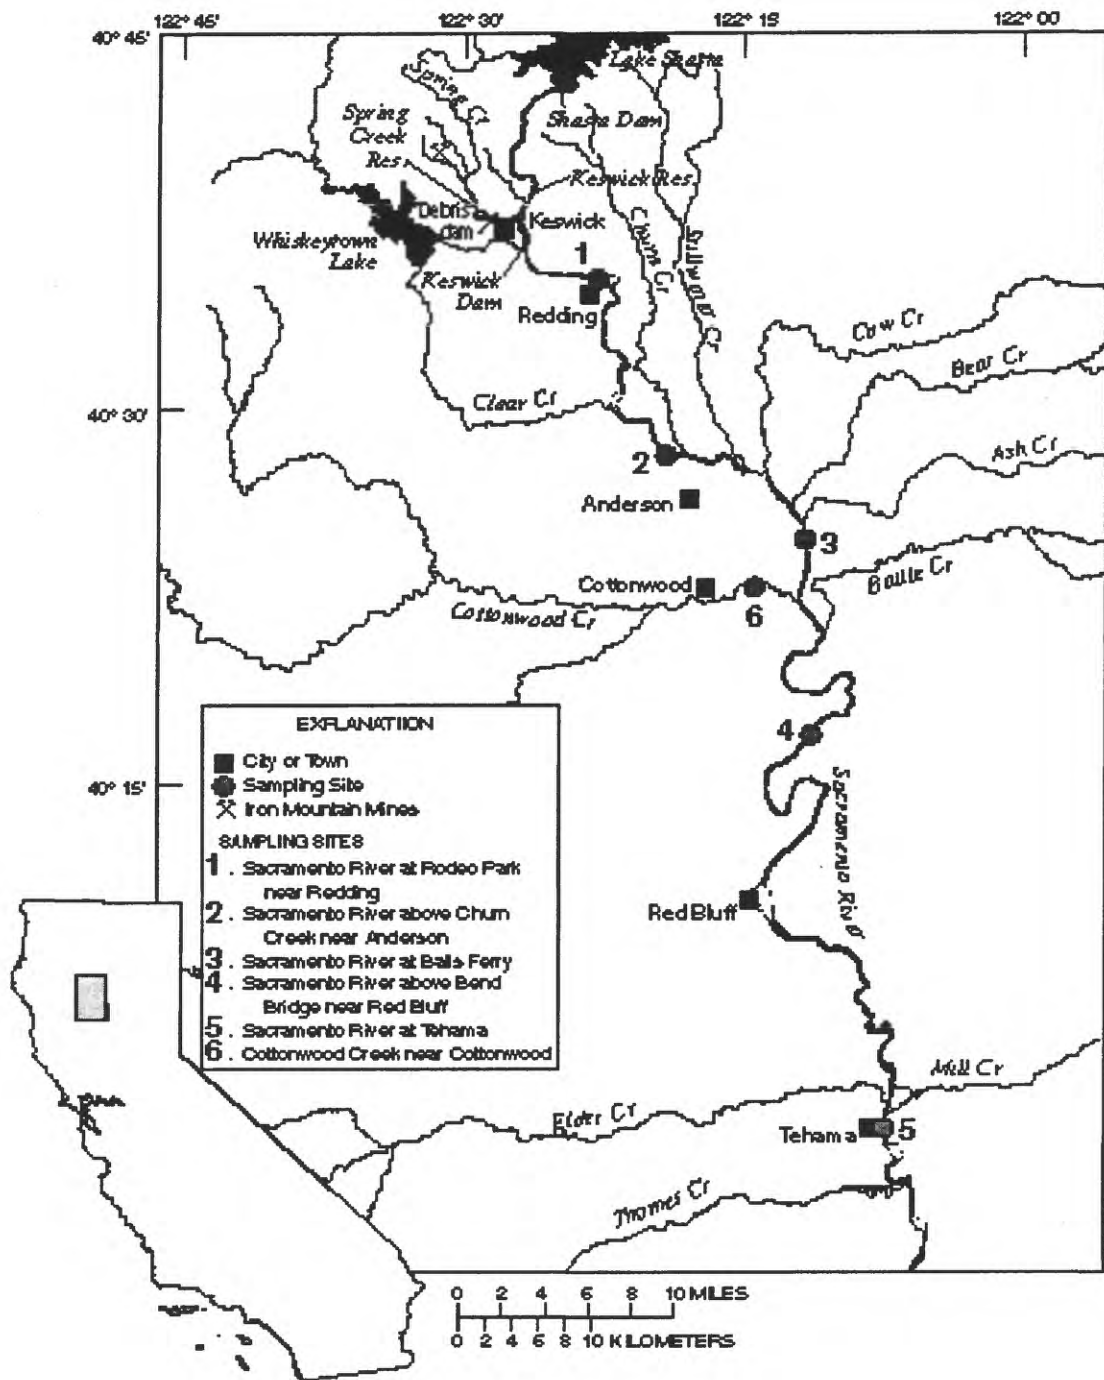 122° 45'
122° 30'
122° 15'
122° 00
40° 45'
Lake Shasta
Spring Cr
Spring
Creek
Res
Shasta Dam
Keswick Res.
Debris
dam
Keswick
Whiskeytown
Lake
Keswick
Dam
1
Redding
Churn Cr
Stillwater Cr
Cow Cr
Bear Cr
40° 30'
Clear Cr
2
Ash Cr
Anderson
3
Cottonwood
Battle Cr
Cottonwood Cr
6
4
Sacramento River
40° 15'
Red Bluff
EXPLANATIION
City or Town
Sampling Site
Iron Mountain Mines
SAMPLING SITES
1 . Sacramento River at Rodeo Park
near Redding
2 . Sacramento River above Churn
Creek near Anderson
3 . Sacramento River at Balls Ferry
4 . Sacramento River above Bend
Bridge near Red Bluff
5 . Sacramento River at Tehama
6 . Cottonwood Creek near Cottonwood
Mill Cr
Elder Cr
Tehama
5
Thomes Cr
0 2 4 6 8 10 MILES
0 2 4 6 8 10 KILOMETERS